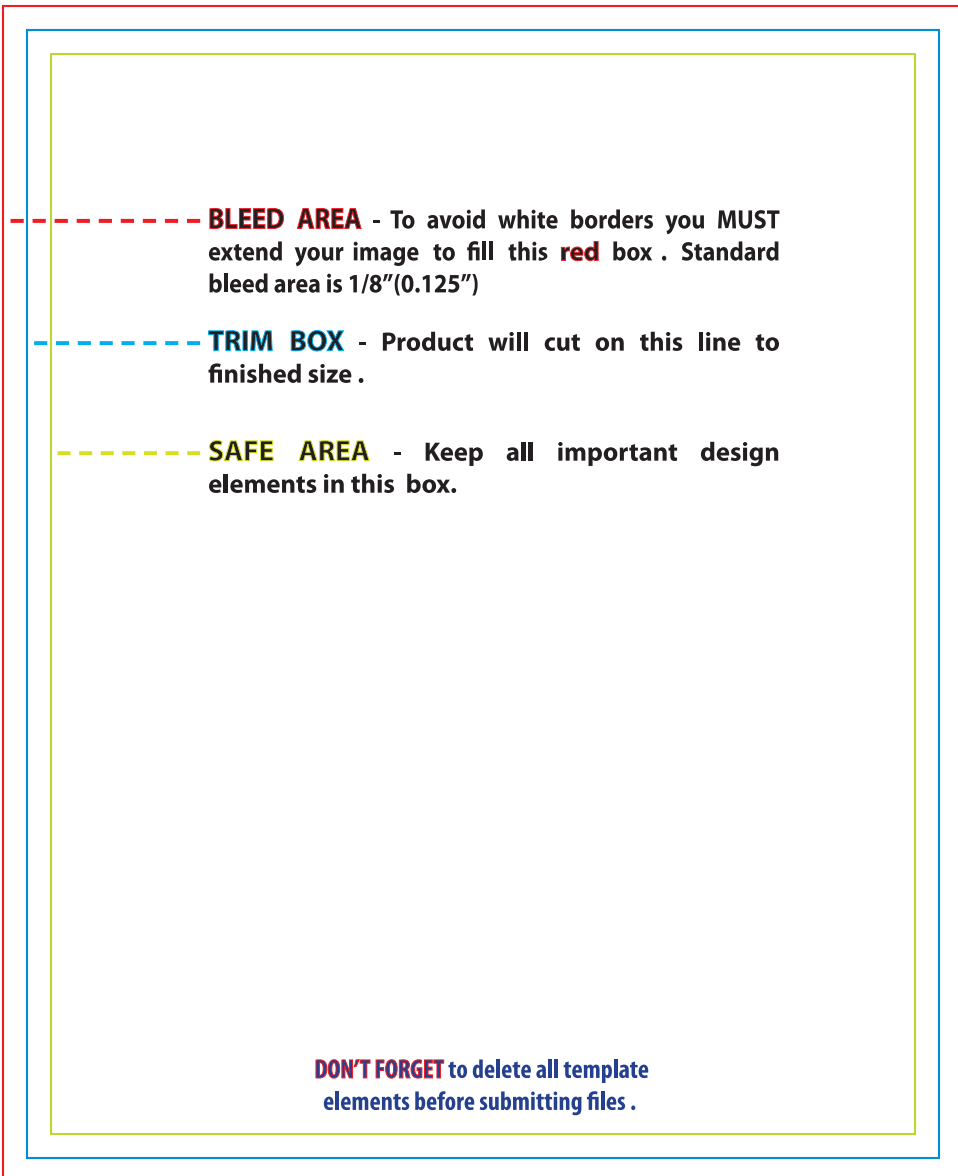 BLEED AREA - To avoid white borders you MUST
extend your image to fill this red box . Standard
bleed area is 1/8”(0.125”)
TRIM BOX - Product will cut on this line to
finished size .
SAFE AREA - Keep all important design
elements in this box.
DON’T FORGET to delete all template
elements before submitting files .